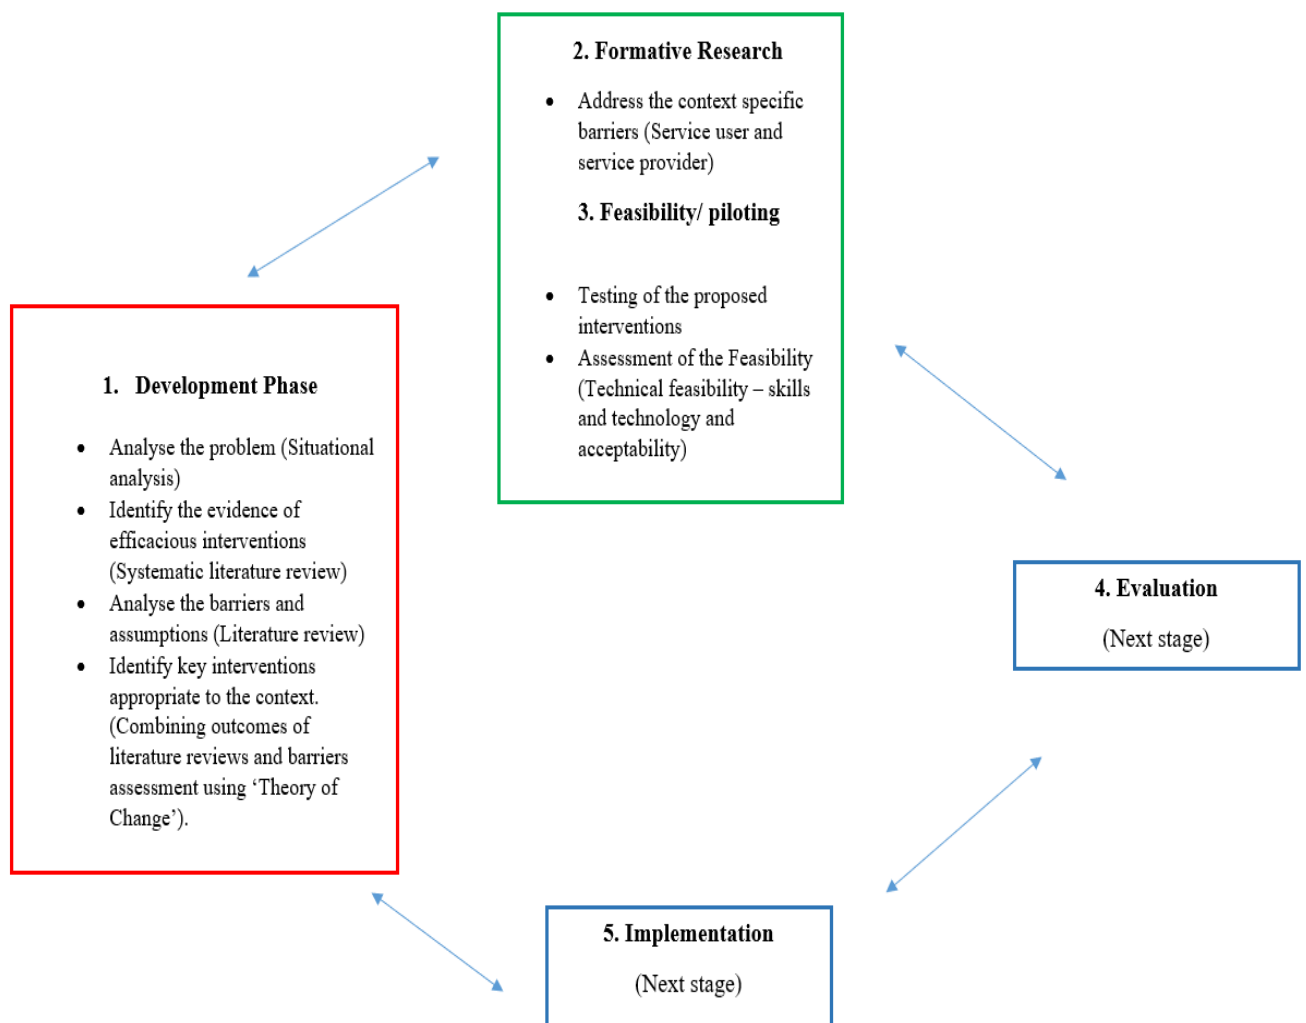 2. Formative Research
• Address the context specific
barriers (Service user and
service provider)
3. Feasibility/ piloting
• Testing of the proposed
interventions
• Assessment of the Feasibility
(Technical feasibility – skills
and technology and
acceptability)
1. Development Phase
• Analyse the problem (Situational
analysis)
• Identify the evidence of
efficacious interventions
(Systematic literature review)
• Analyse the barriers and
assumptions (Literature review)
• Identify key interventions
appropriate to the context.
(Combining outcomes of
literature reviews and barriers
assessment using ‘Theory of
Change’).
4. Evaluation
(Next stage)
5. Implementation
(Next stage)